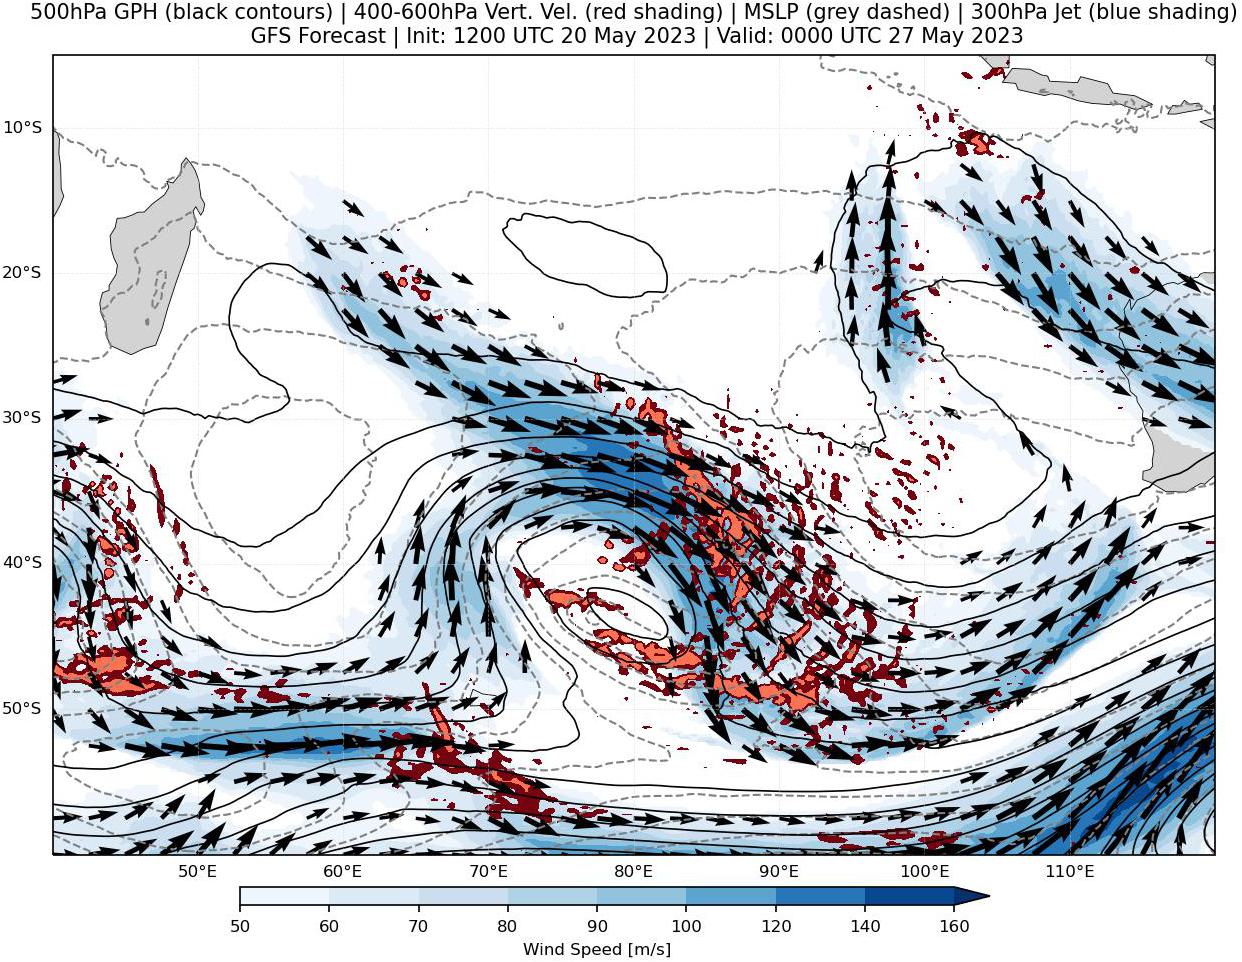 500hPa GPH (black contours) | 400-600hPa Vert. Vel. (red shading) | MSLP (grey dashed) | 300hPa Jet (blue shading)
GFS Forecast | Init: 1200 UTC 20 May 2023 | Valid: 0000 UTC 27 May 2023
10°S
20°S
30°S
40°S
50°S
50°E 60°E 70°E 80°E 90°E 100°E 110°E
50 60 70 80 90 100 120 140 160
Wind Speed [m/s]